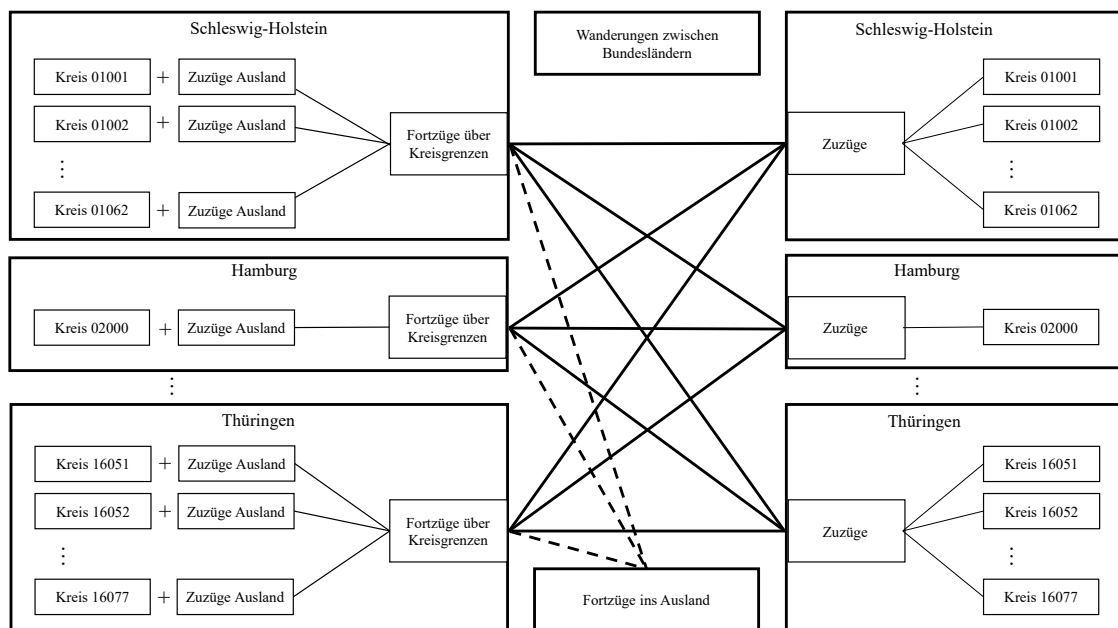 Schleswig-Holstein
Kreis 01001 + Zuzüge Ausland
Kreis 01002 + Zuzüge Ausland
⋮
Kreis 01062 + Zuzüge Ausland
Fortzüge über
Kreisgrenzen
Hamburg
Kreis 02000 + Zuzüge Ausland
Fortzüge über
Kreisgrenzen
⋮
Thüringen
Kreis 16051 + Zuzüge Ausland
Kreis 16052 + Zuzüge Ausland
⋮
Kreis 16077 + Zuzüge Ausland
Fortzüge über
Kreisgrenzen
Wanderungen zwischen
Bundesländern
Fortzüge ins Ausland
Schleswig-Holstein
Zuzüge
Kreis 01001
Kreis 01002
⋮
Kreis 01062
Hamburg
Zuzüge
Kreis 02000
⋮
Thüringen
Zuzüge
Kreis 16051
Kreis 16052
⋮
Kreis 16077